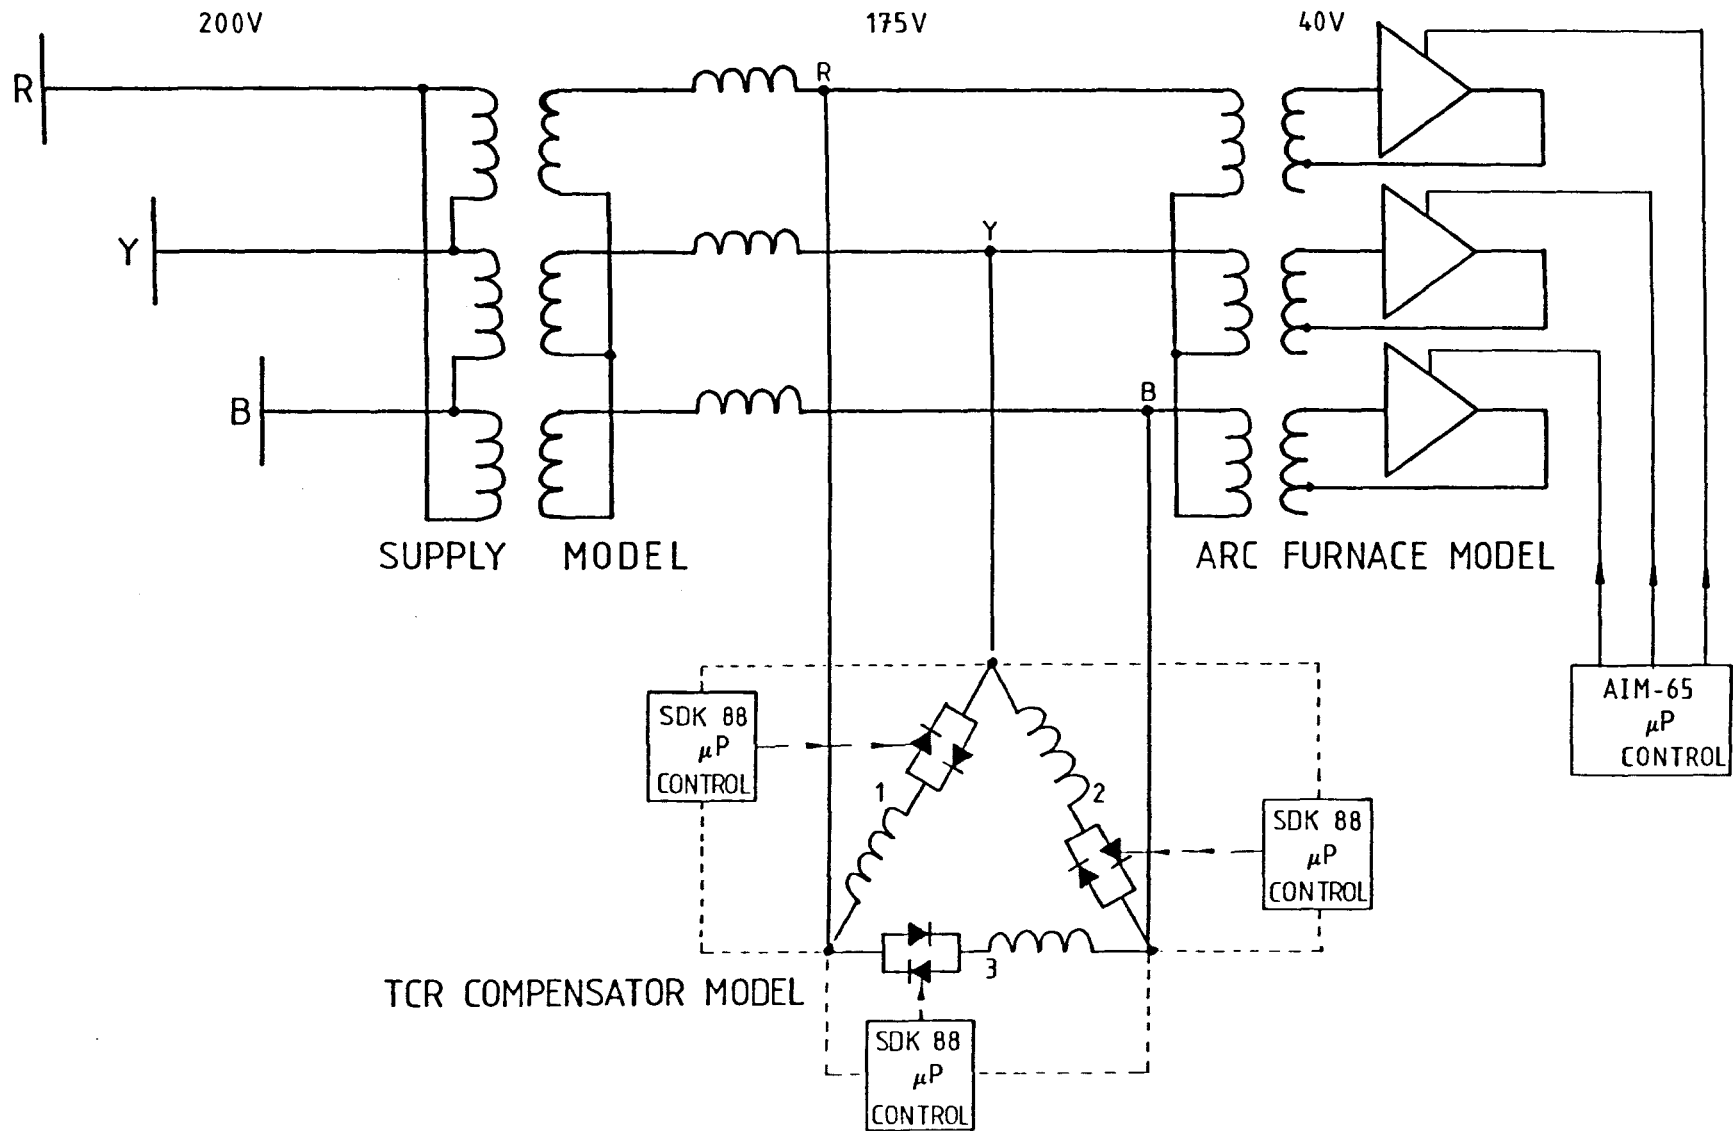 200V
175V
40V
R
R
Y
Y
B
B
SUPPLY MODEL
ARC FURNACE MODEL
AIM-65
μP
CONTROL
SDK 88
μP
CONTROL
1
2
SDK 88
μP
CONTROL
3
TCR COMPENSATOR MODEL
SDK 88
μP
CONTROL